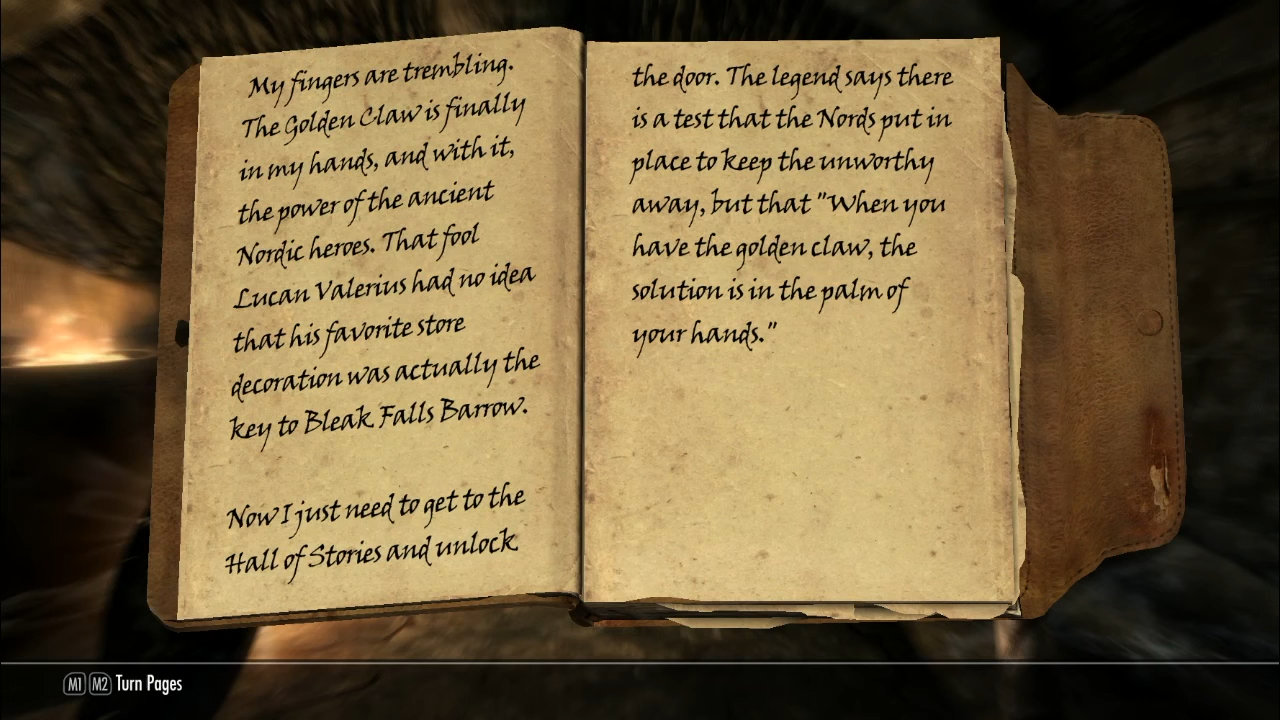 My fingers are trembling.
The Golden Claw is finally
in my hands, and with it,
the power of the ancient
Nordic heroes. That fool
Lucan Valerius had no idea
that his favorite store
decoration was actually the
key to Bleak Falls Barrow.
Now I just need to get to the
Hall of Stories and unlock
the door. The legend says there
is a test that the Nords put in
place to keep the unworthy
away, but that "When you
have the golden claw, the
solution is in the palm of
your hands."
M1 M2 Turn Pages